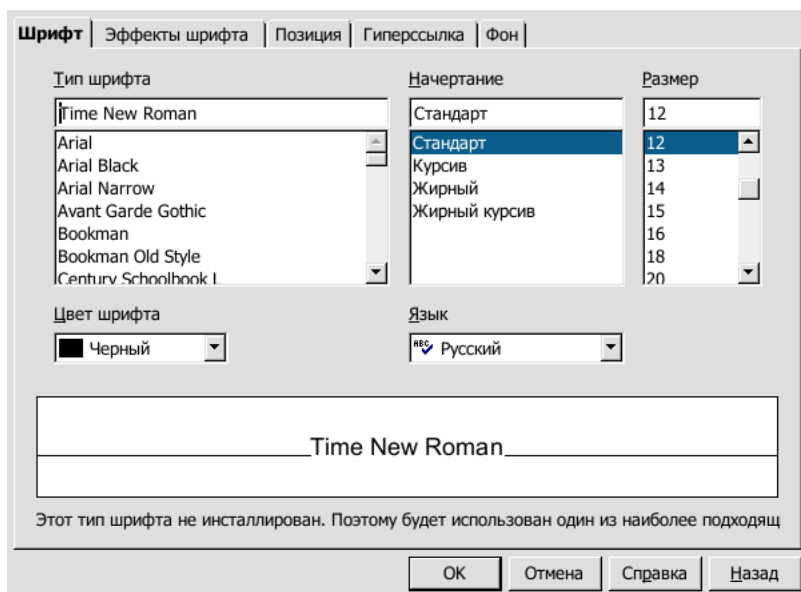 Шрифт Эффекты шрифта Позиция Гиперссылка Фон
Тип шрифта Начертание Размер
Time New Roman Стандарт 12
Arial Стандарт 12
Arial Black Курсив 13
Arial Narrow Жирный 14
Avant Garde Gothic Жирный курсив 15
Bookman 16
Bookman Old Style 18
Century Schoolbook L 20
Цвет шрифта Язык
Черный ABC Русский
Time New Roman
Этот тип шрифта не инсталлирован. Поэтому будет использован один из наиболее подходящ
OK Отмена Справка Назад